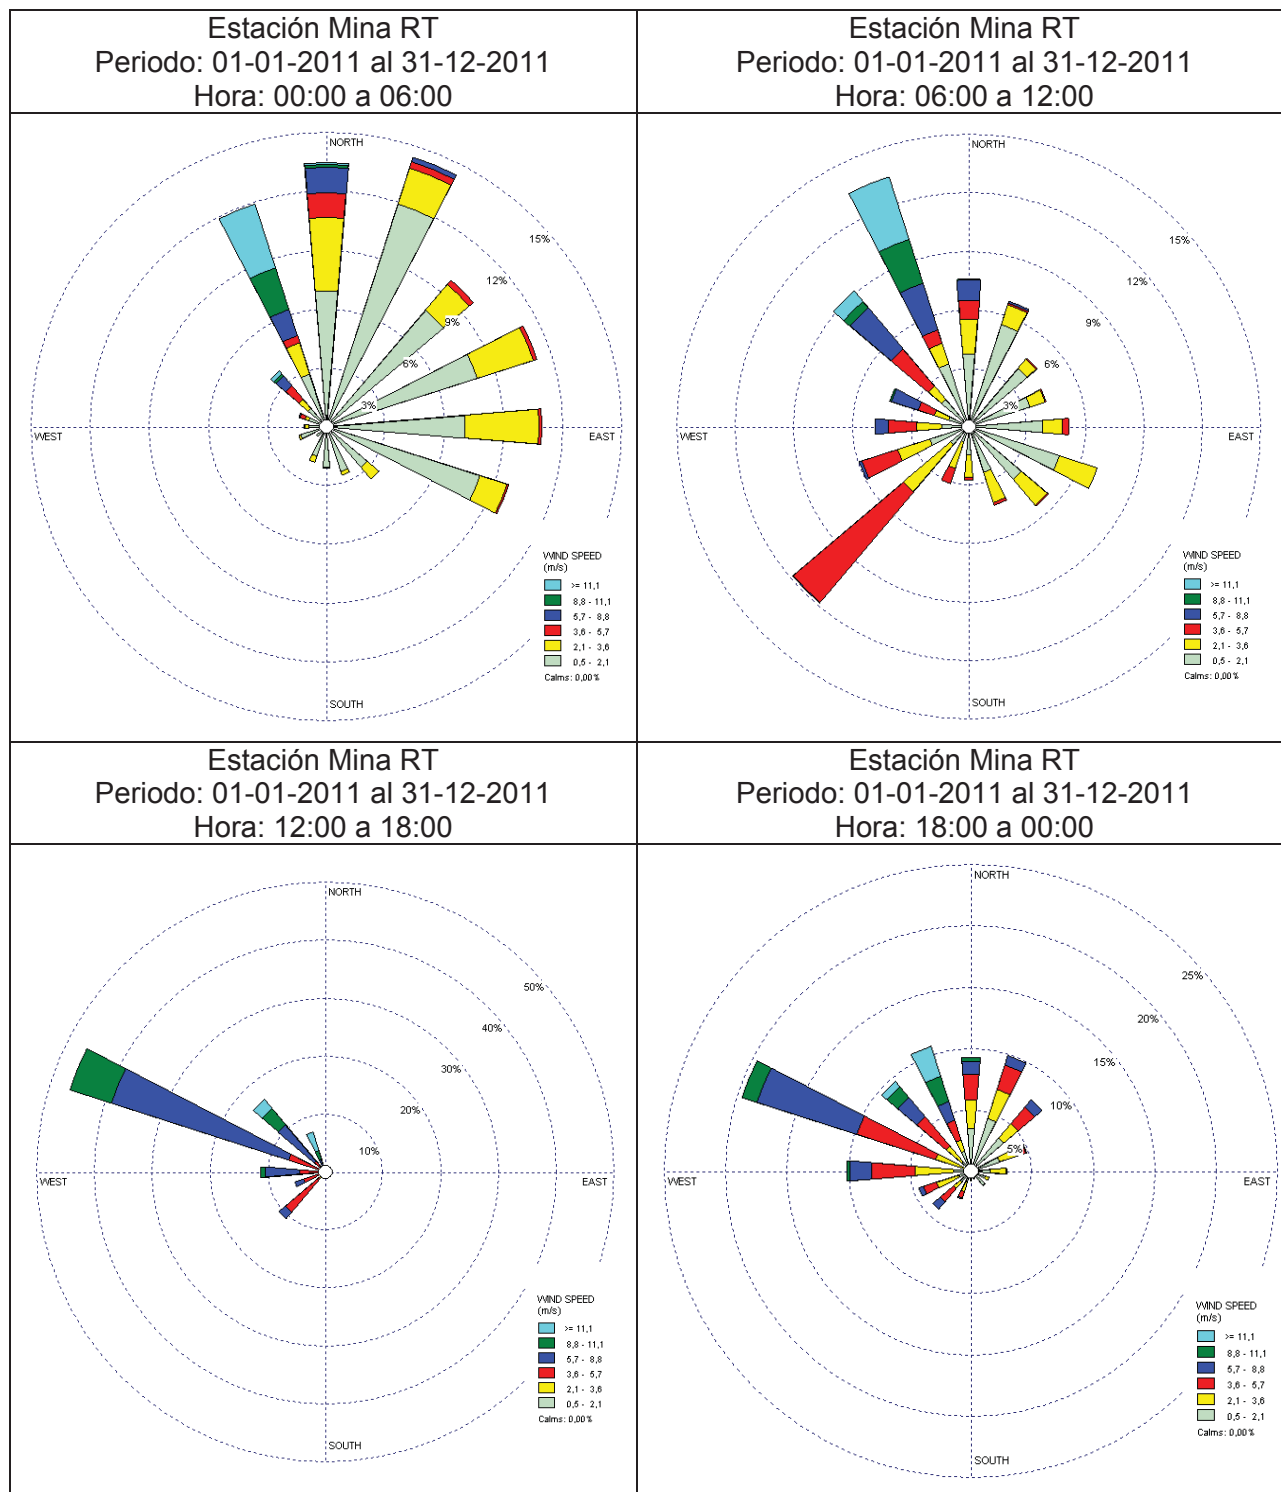 Estación Mina RT
Periodo: 01-01-2011 al 31-12-2011
Hora: 00:00 a 06:00
Estación Mina RT
Periodo: 01-01-2011 al 31-12-2011
Hora: 06:00 a 12:00
NORTH
15%
12%
9%
6%
3%
WEST
EAST
WIND SPEED
(m/s)
>= 11,1
8,8 - 11,1
5,7 - 8,8
3,6 - 5,7
2,1 - 3,6
0,5 - 2,1
Calms: 0,00%
SOUTH
NORTH
15%
12%
9%
6%
3%
WEST
EAST
WIND SPEED
(m/s)
>= 11,1
8,8 - 11,1
5,7 - 8,8
3,6 - 5,7
2,1 - 3,6
0,5 - 2,1
Calms: 0,00%
SOUTH
Estación Mina RT
Periodo: 01-01-2011 al 31-12-2011
Hora: 12:00 a 18:00
Estación Mina RT
Periodo: 01-01-2011 al 31-12-2011
Hora: 18:00 a 00:00
NORTH
50%
40%
30%
20%
10%
WEST
EAST
WIND SPEED
(m/s)
>= 11,1
8,8 - 11,1
5,7 - 8,8
3,6 - 5,7
2,1 - 3,6
0,5 - 2,1
Calms: 0,00%
SOUTH
NORTH
25%
20%
15%
10%
5%
WEST
EAST
WIND SPEED
(m/s)
>= 11,1
8,8 - 11,1
5,7 - 8,8
3,6 - 5,7
2,1 - 3,6
0,5 - 2,1
Calms: 0,00%
SOUTH